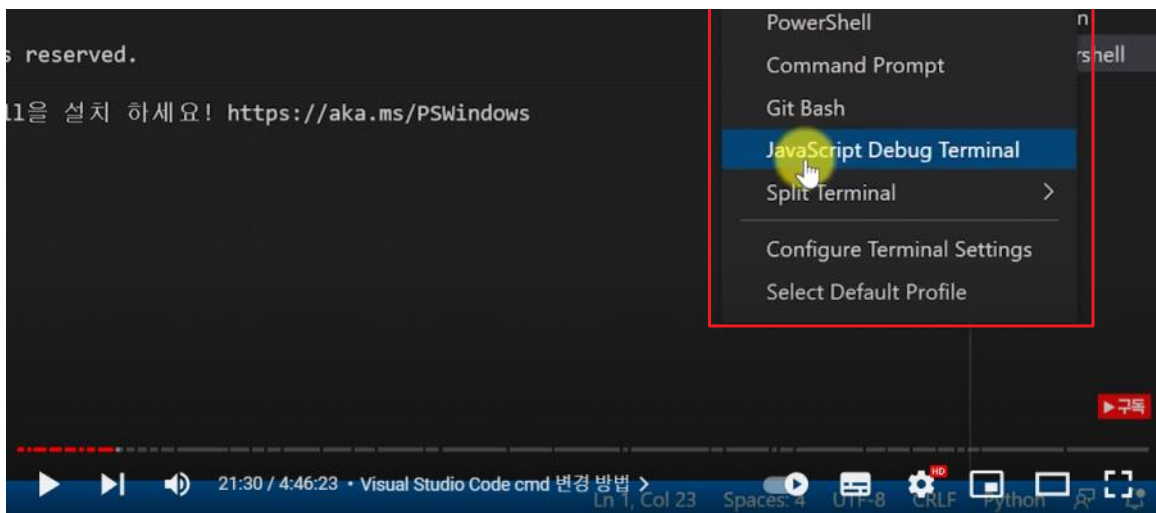 PowerShell
n
s reserved.
rshell
Command Prompt
ll을 설치 하세요! https://aka.ms/PSWindows
Git Bash
JavaScript Debug Terminal
Split Terminal
Configure Terminal Settings
Select Default Profile
구독
21:30 / 4:46:23 • Visual Studio Code cmd 변경 방법
HD
Ln 1, Col 23 Spaces: 4 UTF-8 CRLF Python